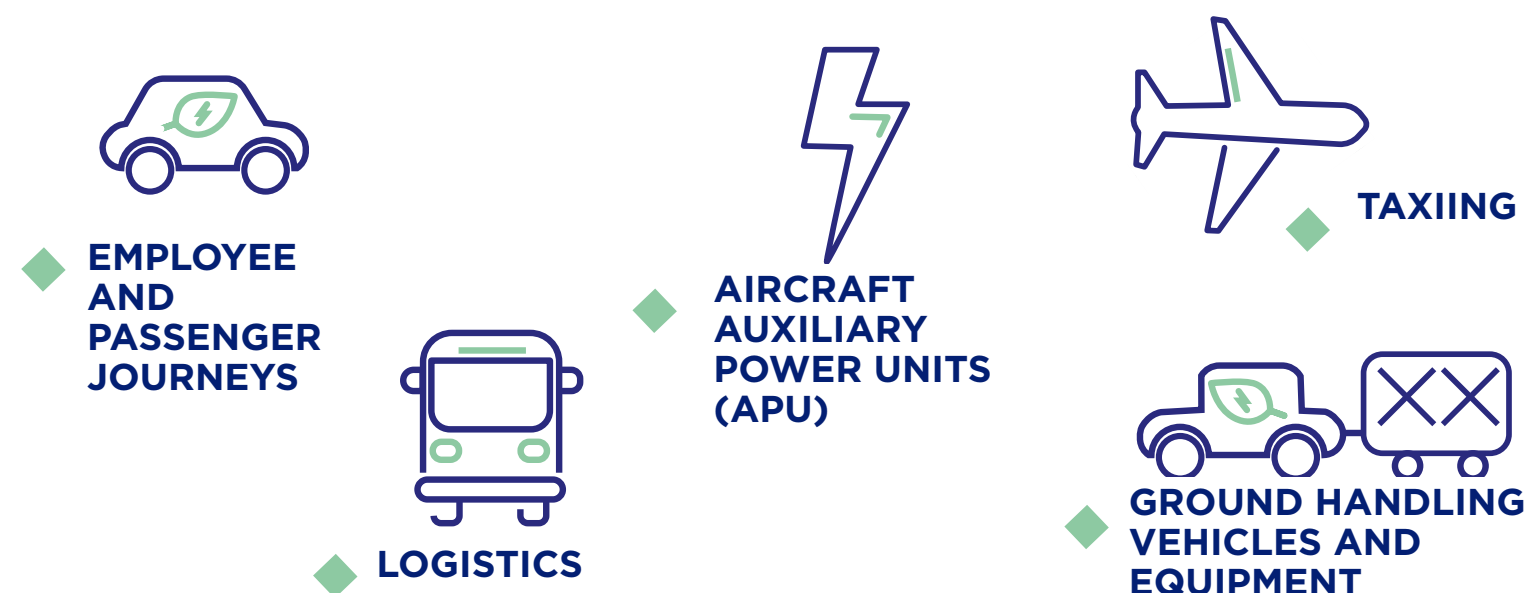 EMPLOYEE
AND
PASSENGER
JOURNEYS
LOGISTICS
AIRCRAFT
AUXILIARY
POWER UNITS
(APU)
TAXIING
GROUND HANDLING
VEHICLES AND
EQUIPMENT